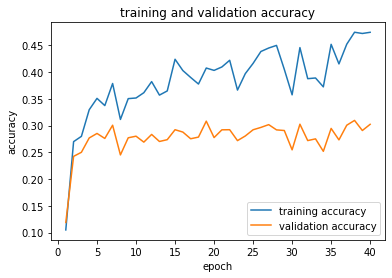 training and validation accuracy
accuracy
0.45
0.40
0.35
0.30
0.25
0.20
0.15
0.10
training accuracy
validation accuracy
0 5 10 15 20 25 30 35 40
epoch